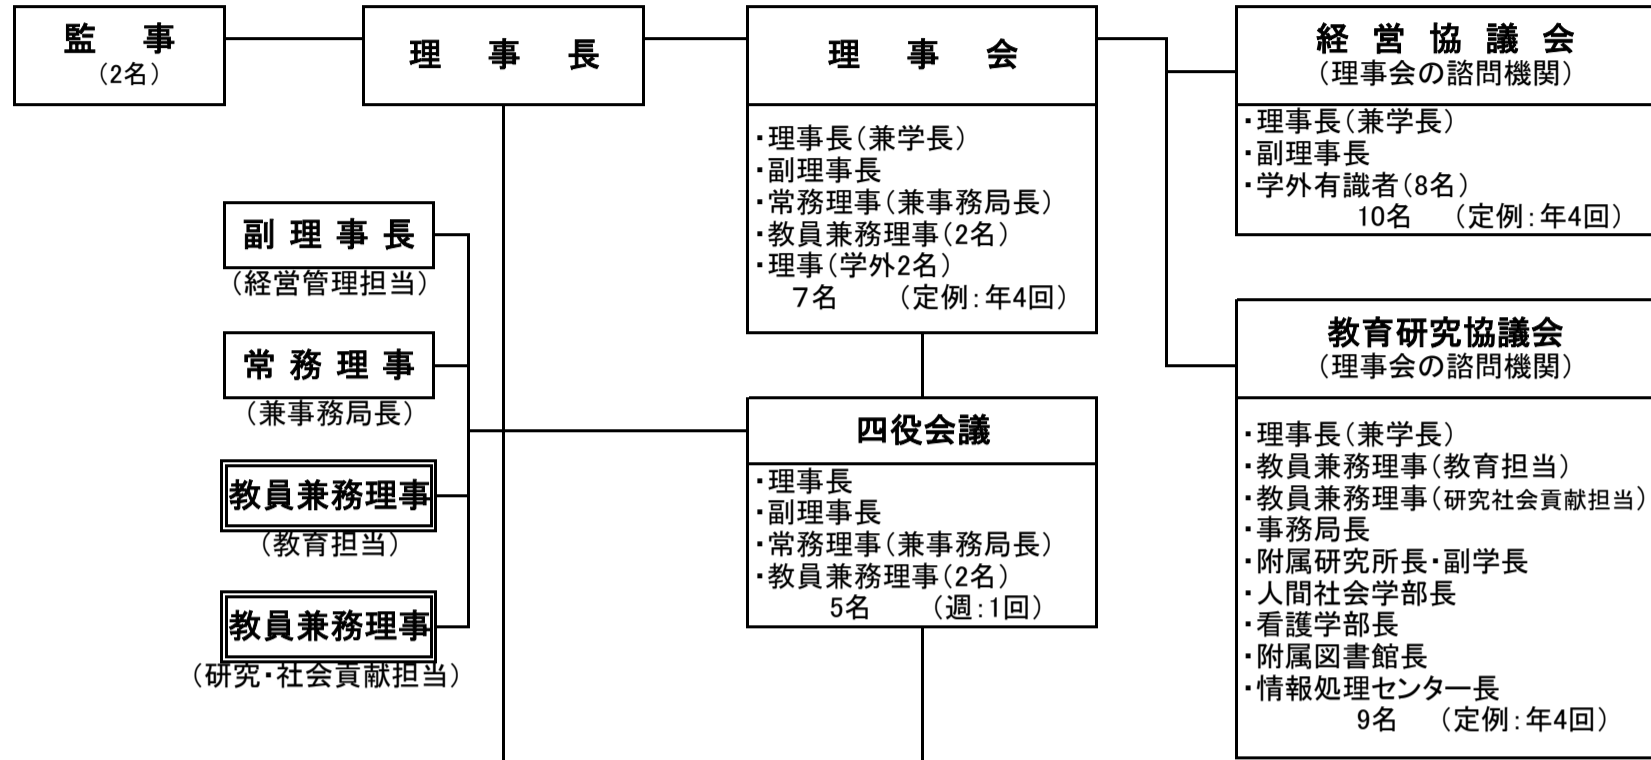 監　事
（2名）
理　事　長
理　事　会
・理事長（兼学長）
・副理事長
・常務理事（兼事務局長）
・教員兼務理事（2名）
・理事（学外2名）
7名　（定例：年4回）
経 営 協 議 会
（理事会の諮問機関）
・理事長（兼学長）
・副理事長
・学外有識者（8名）
10名　（定例：年4回）
副 理 事 長
（経営管理担当）
常 務 理 事
（兼事務局長）
教員兼務理事
（教育担当）
教員兼務理事
（研究・社会貢献担当）
四役会議
・理事長
・副理事長
・常務理事（兼事務局長）
・教員兼務理事（2名）
5名　（週：1回）
教育研究協議会
（理事会の諮問機関）
・理事長（兼学長）
・教員兼務理事（教育担当）
・教員兼務理事（研究社会貢献担当）
・事務局長
・附属研究所長・副学長
・人間社会学部長
・看護学部長
・附属図書館長
・情報処理センター長
9名　（定例：年4回）